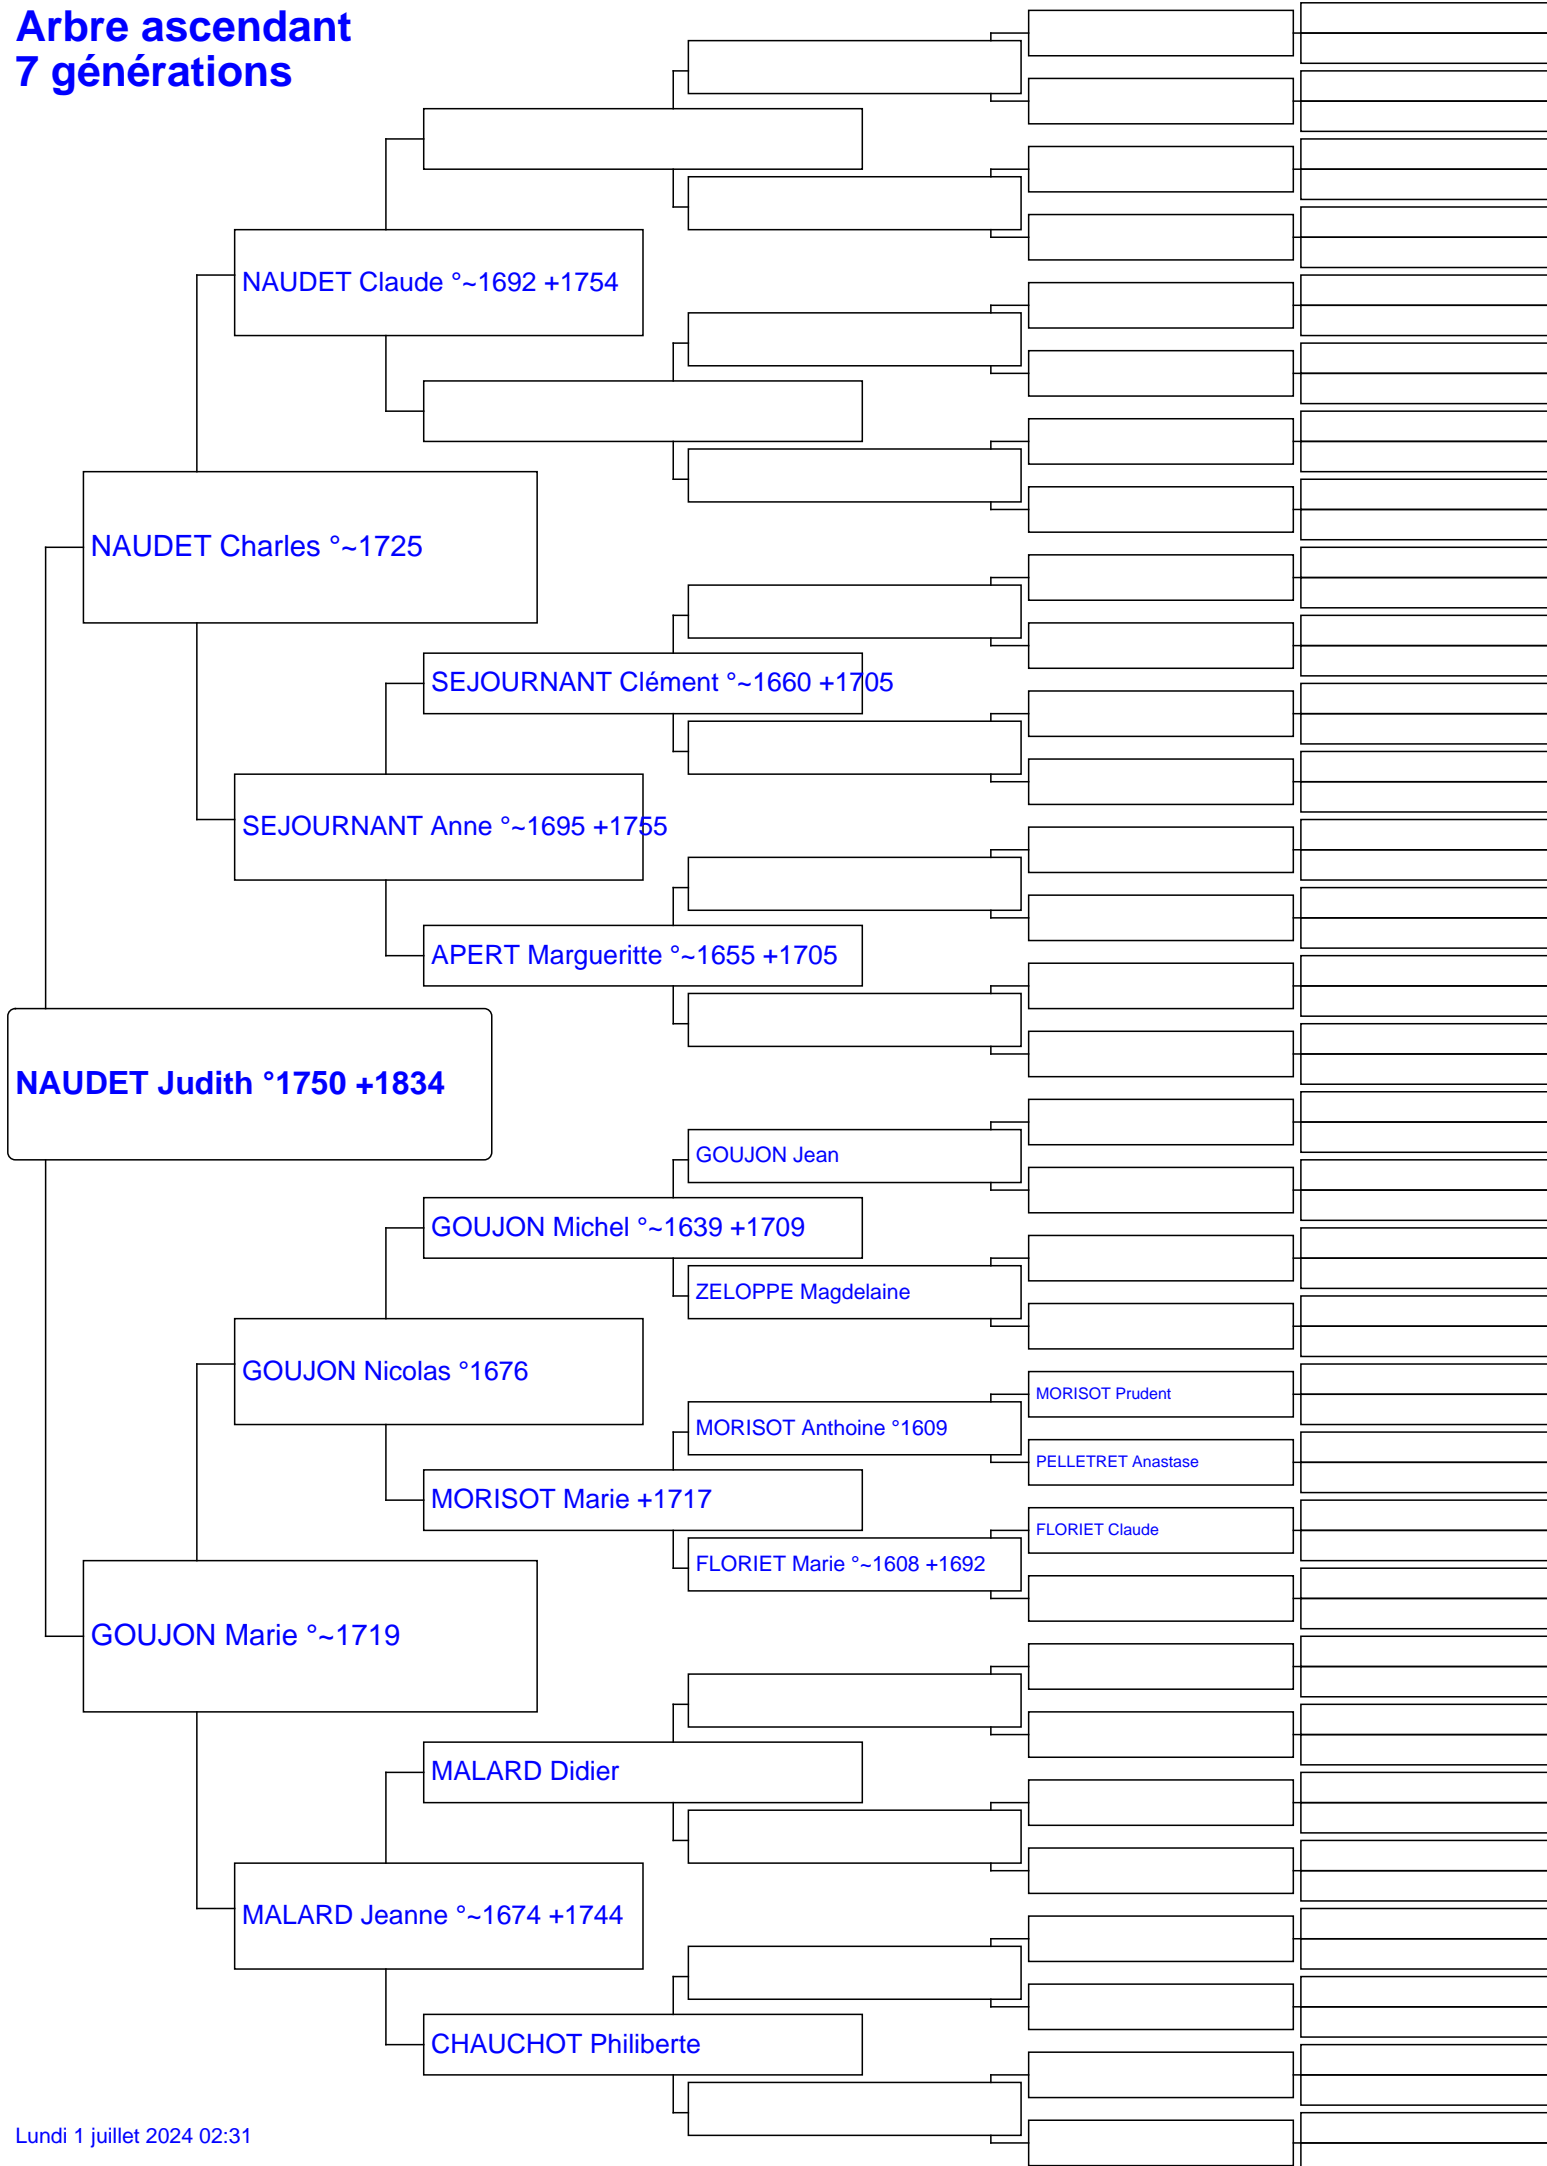 Arbre ascendant
7 générations
NAUDET Claude °~1692 +1754
NAUDET Charles °~1725
SEJOURNANT Clément °~1660 +1705
SEJOURNANT Anne °~1695 +1755
APERT Margueritte °~1655 +1705
NAUDET Judith °1750 +1834
GOUJON Jean
GOUJON Michel °~1639 +1709
ZELOPPE Magdelaine
GOUJON Nicolas °1676
MORISOT Prudent
MORISOT Anthoine °1609
PELLETRET Anastase
MORISOT Marie +1717
FLORIET Claude
FLORIET Marie °~1608 +1692
GOUJON Marie °~1719
MALARD Didier
MALARD Jeanne °~1674 +1744
CHAUCHOT Philiberte
Lundi 1 juillet 2024 02:31